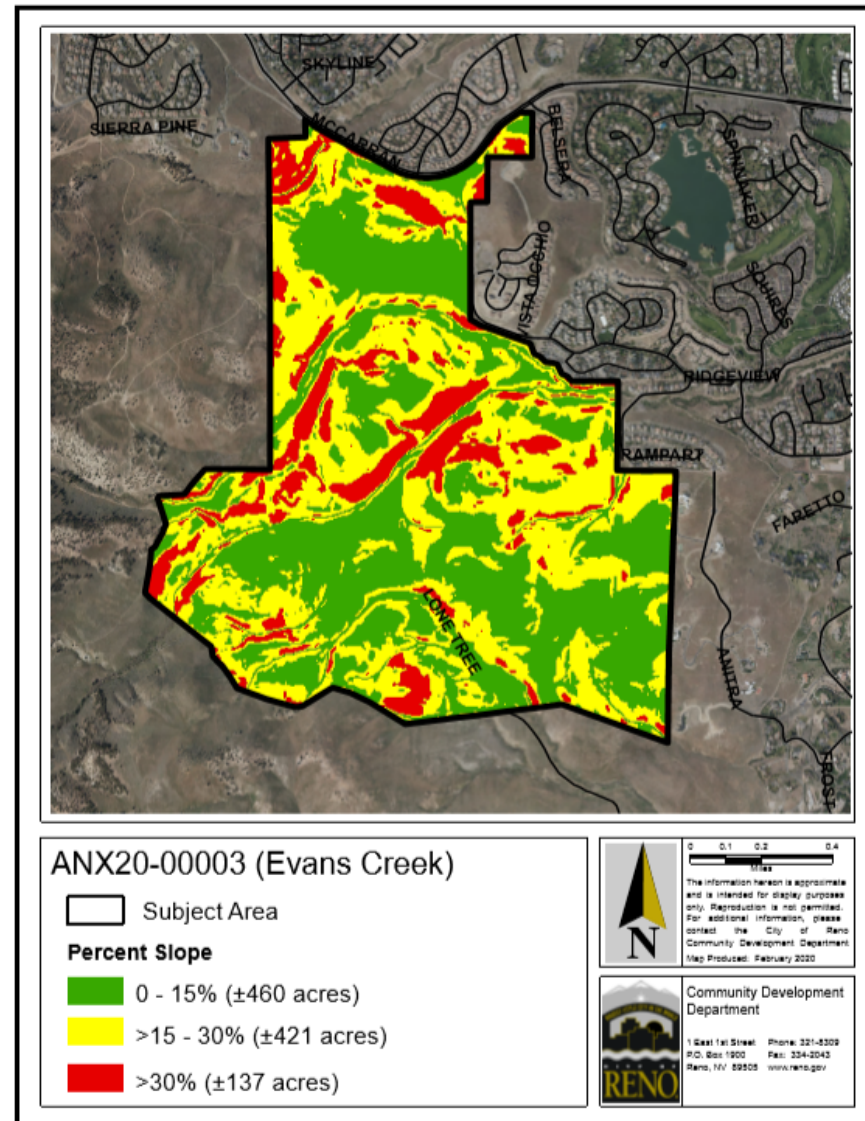 SKYLINE
MCCARRAN
SIERRA PINE
BELSERA
SPINNAKER
VISTA MCCHIO
SQUIRES
RIDGEVIEW
RAMPART
FARETTO
LONE TREE
ANITRA
FROST
ANX20-00003 (Evans Creek)
Subject Area
Percent Slope
0 - 15% (±460 acres)
>15 - 30% (±421 acres)
>30% (±137 acres)
N
0 0.1 0.2 0.4
Miles
The information hereon is approximate
and is intended for display purposes
only. Reproduction is not permitted.
For additional information, please
contact the City of Reno
Community Development Department
Map Produced: February 2020
RENO
Community Development
Department
1 East 1st Street Phone: 321-8309
P.O. Box 1900 Fax: 334-2043
Reno, NV 89505 www.reno.gov